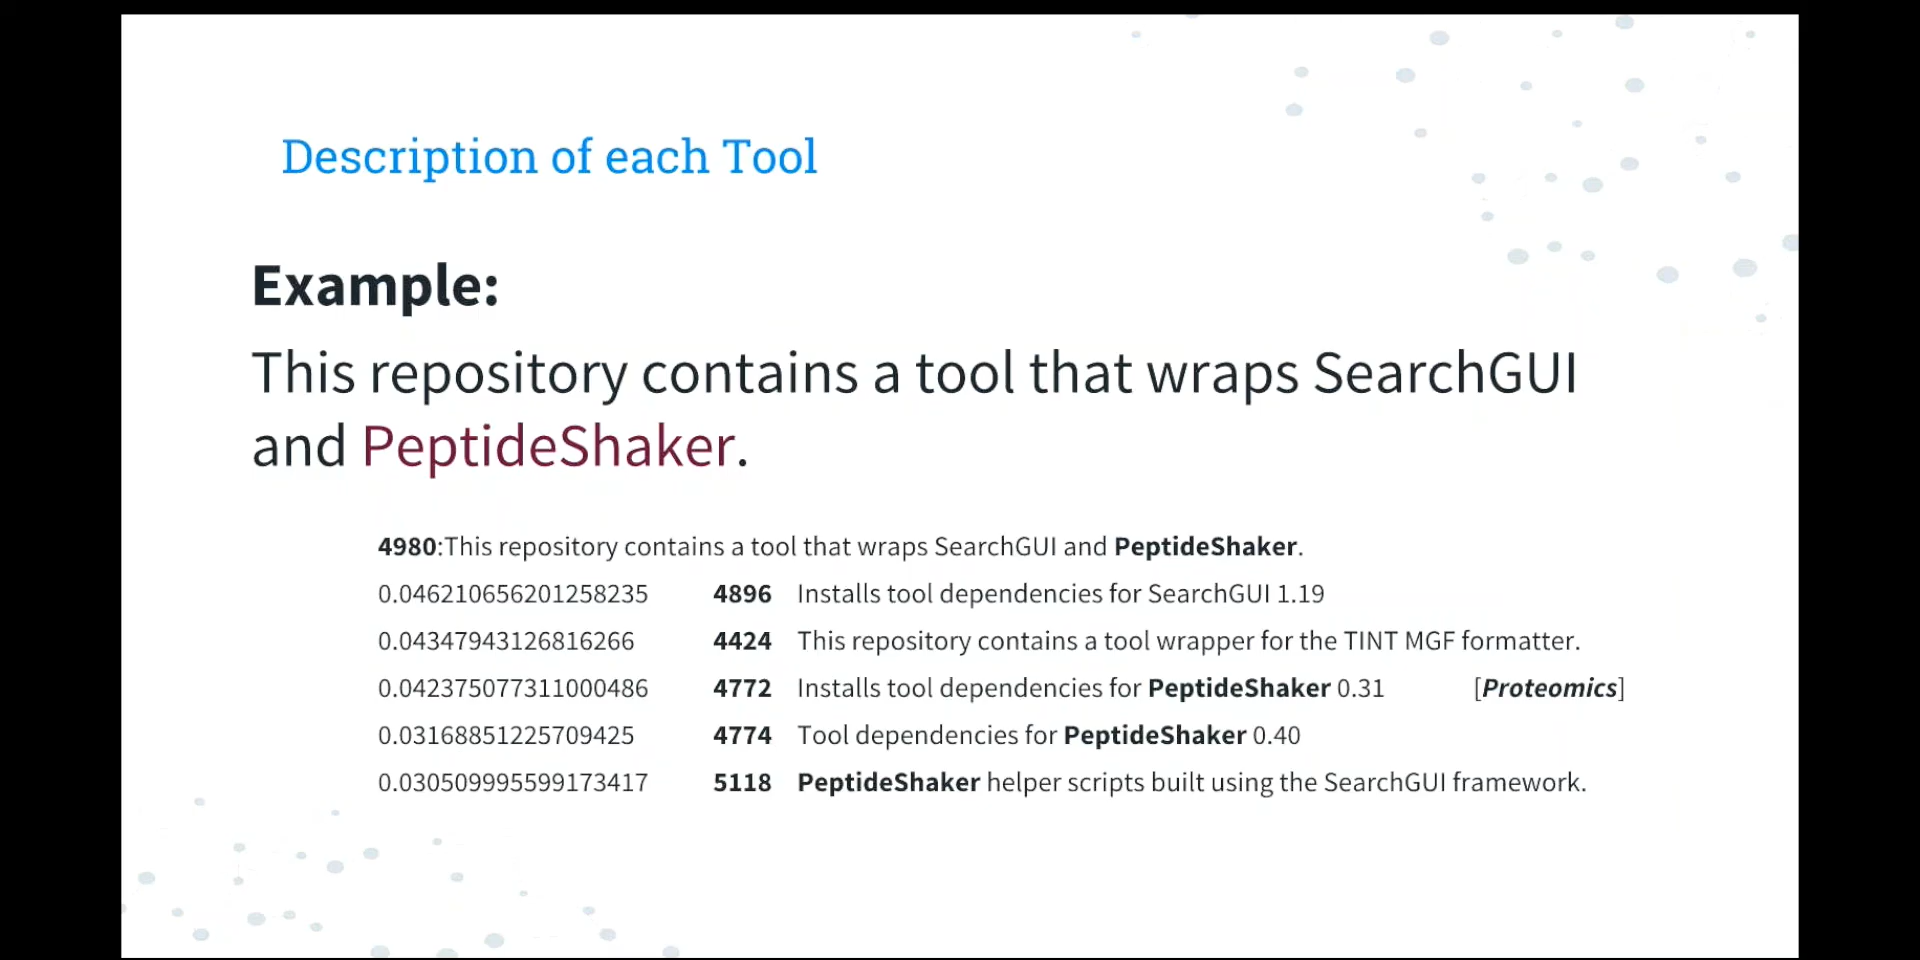 Description of each Tool
Example:
This repository contains a tool that wraps SearchGUI
and PeptideShaker.
4980:This repository contains a tool that wraps SearchGUI and PeptideShaker.
0.046210656201258235 4896 Installs tool dependencies for SearchGUI 1.19
0.04347943126816266 4424 This repository contains a tool wrapper for the TINT MGF formatter.
0.042375077311000486 4772 Installs tool dependencies for PeptideShaker 0.31 [Proteomics]
0.03168851225709425 4774 Tool dependencies for PeptideShaker 0.40
0.030509995599173417 5118 PeptideShaker helper scripts built using the SearchGUI framework.